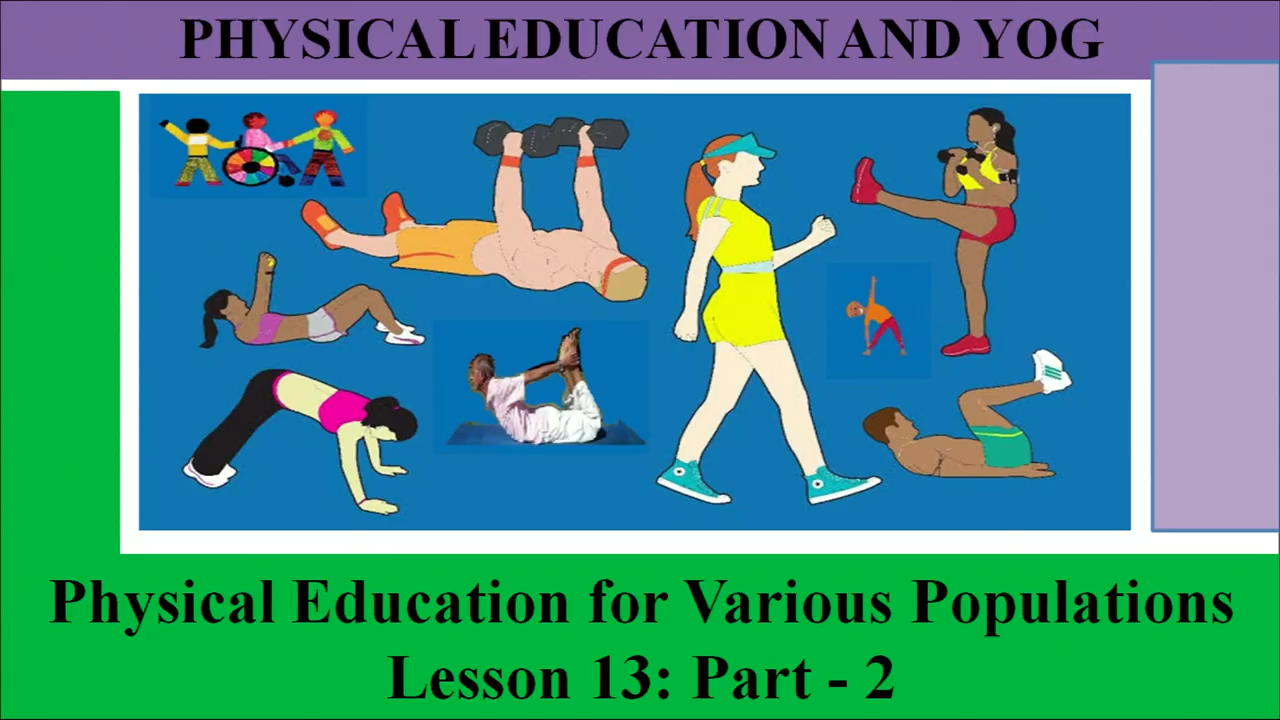 PHYSICAL EDUCATION AND YOG
Physical Education for Various Populations
Lesson 13: Part - 2